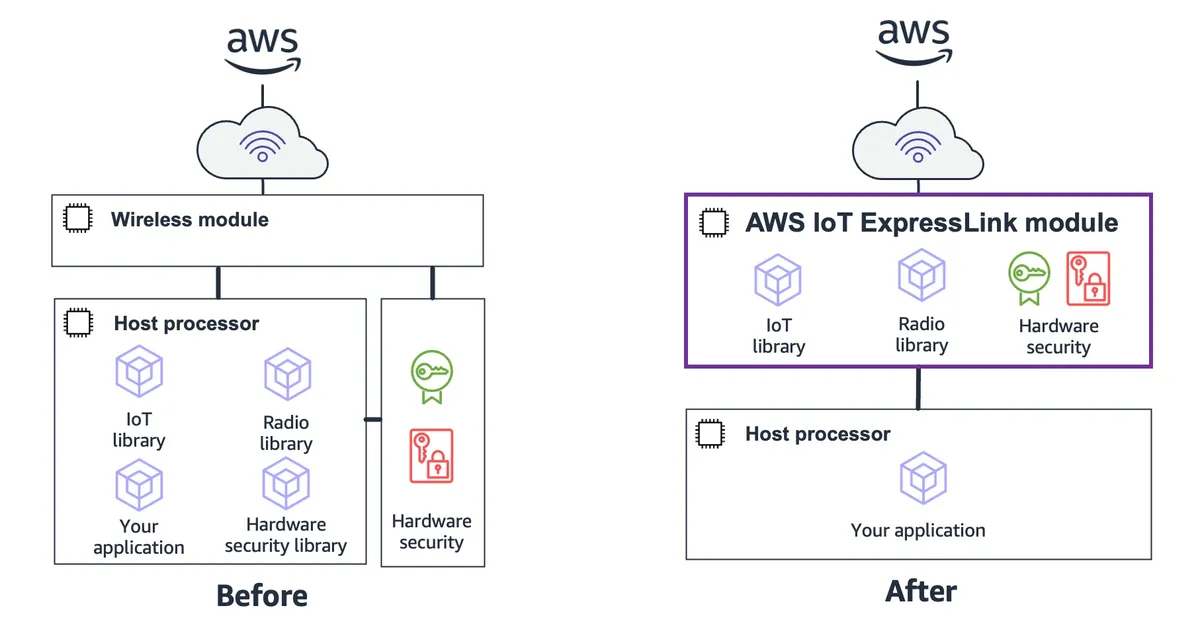 aws
Wireless module
Host processor
IoT
library
Radio
library
Your
application
Hardware
security library
Hardware
security
Before
aws
AWS IoT ExpressLink module
IoT
library
Radio
library
Hardware
security
Host processor
Your application
After